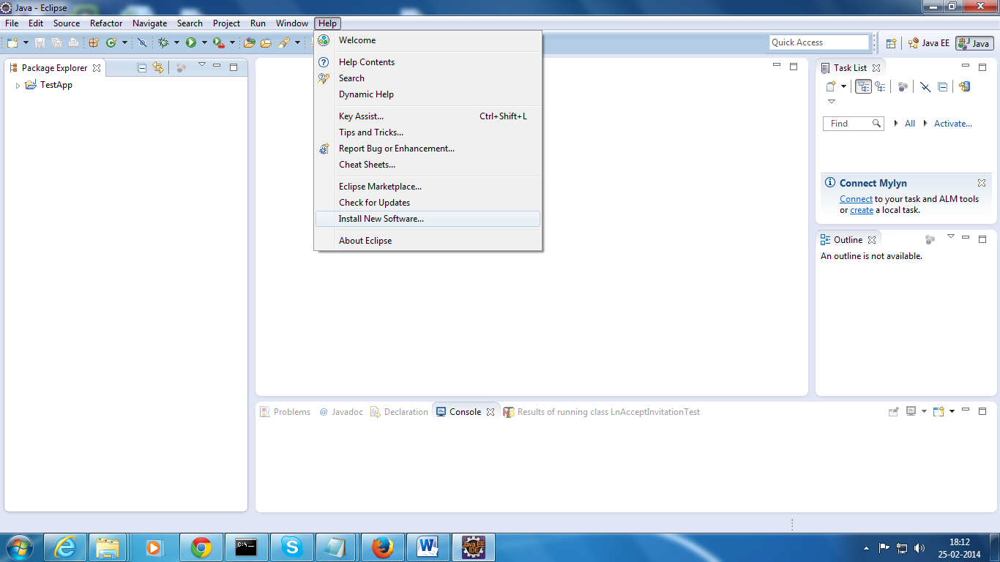 Java - Eclipse
File Edit Source Refactor Navigate Search Project Run Window Help
Quick Access
Java EE
Java
Package Explorer
TestApp
Welcome
Help Contents
Search
Dynamic Help
Key Assist... Ctrl+Shift+L
Tips and Tricks...
Report Bug or Enhancement...
Cheat Sheets...
Eclipse Marketplace...
Check for Updates
Install New Software...
About Eclipse
Task List
Find
All
Activate...
Connect Mylyn
Connect to your task and ALM tools
or create a local task.
Outline
An outline is not available.
Problems @ Javadoc Declaration Console Results of running class LnAcceptInvitationTest
C:\_
Java EE
IDE
18:12
25-02-2014